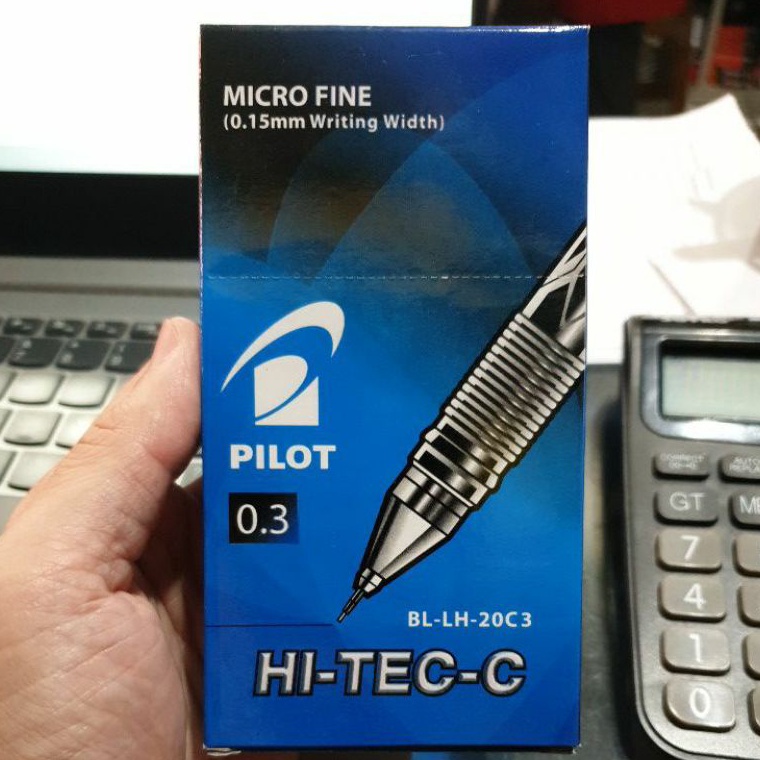 MICRO FINE
(0.15mm Writing Width)
PILOT
0.3
BL-LH-20C3
HI-TEC-C
GT
7
4
1
0